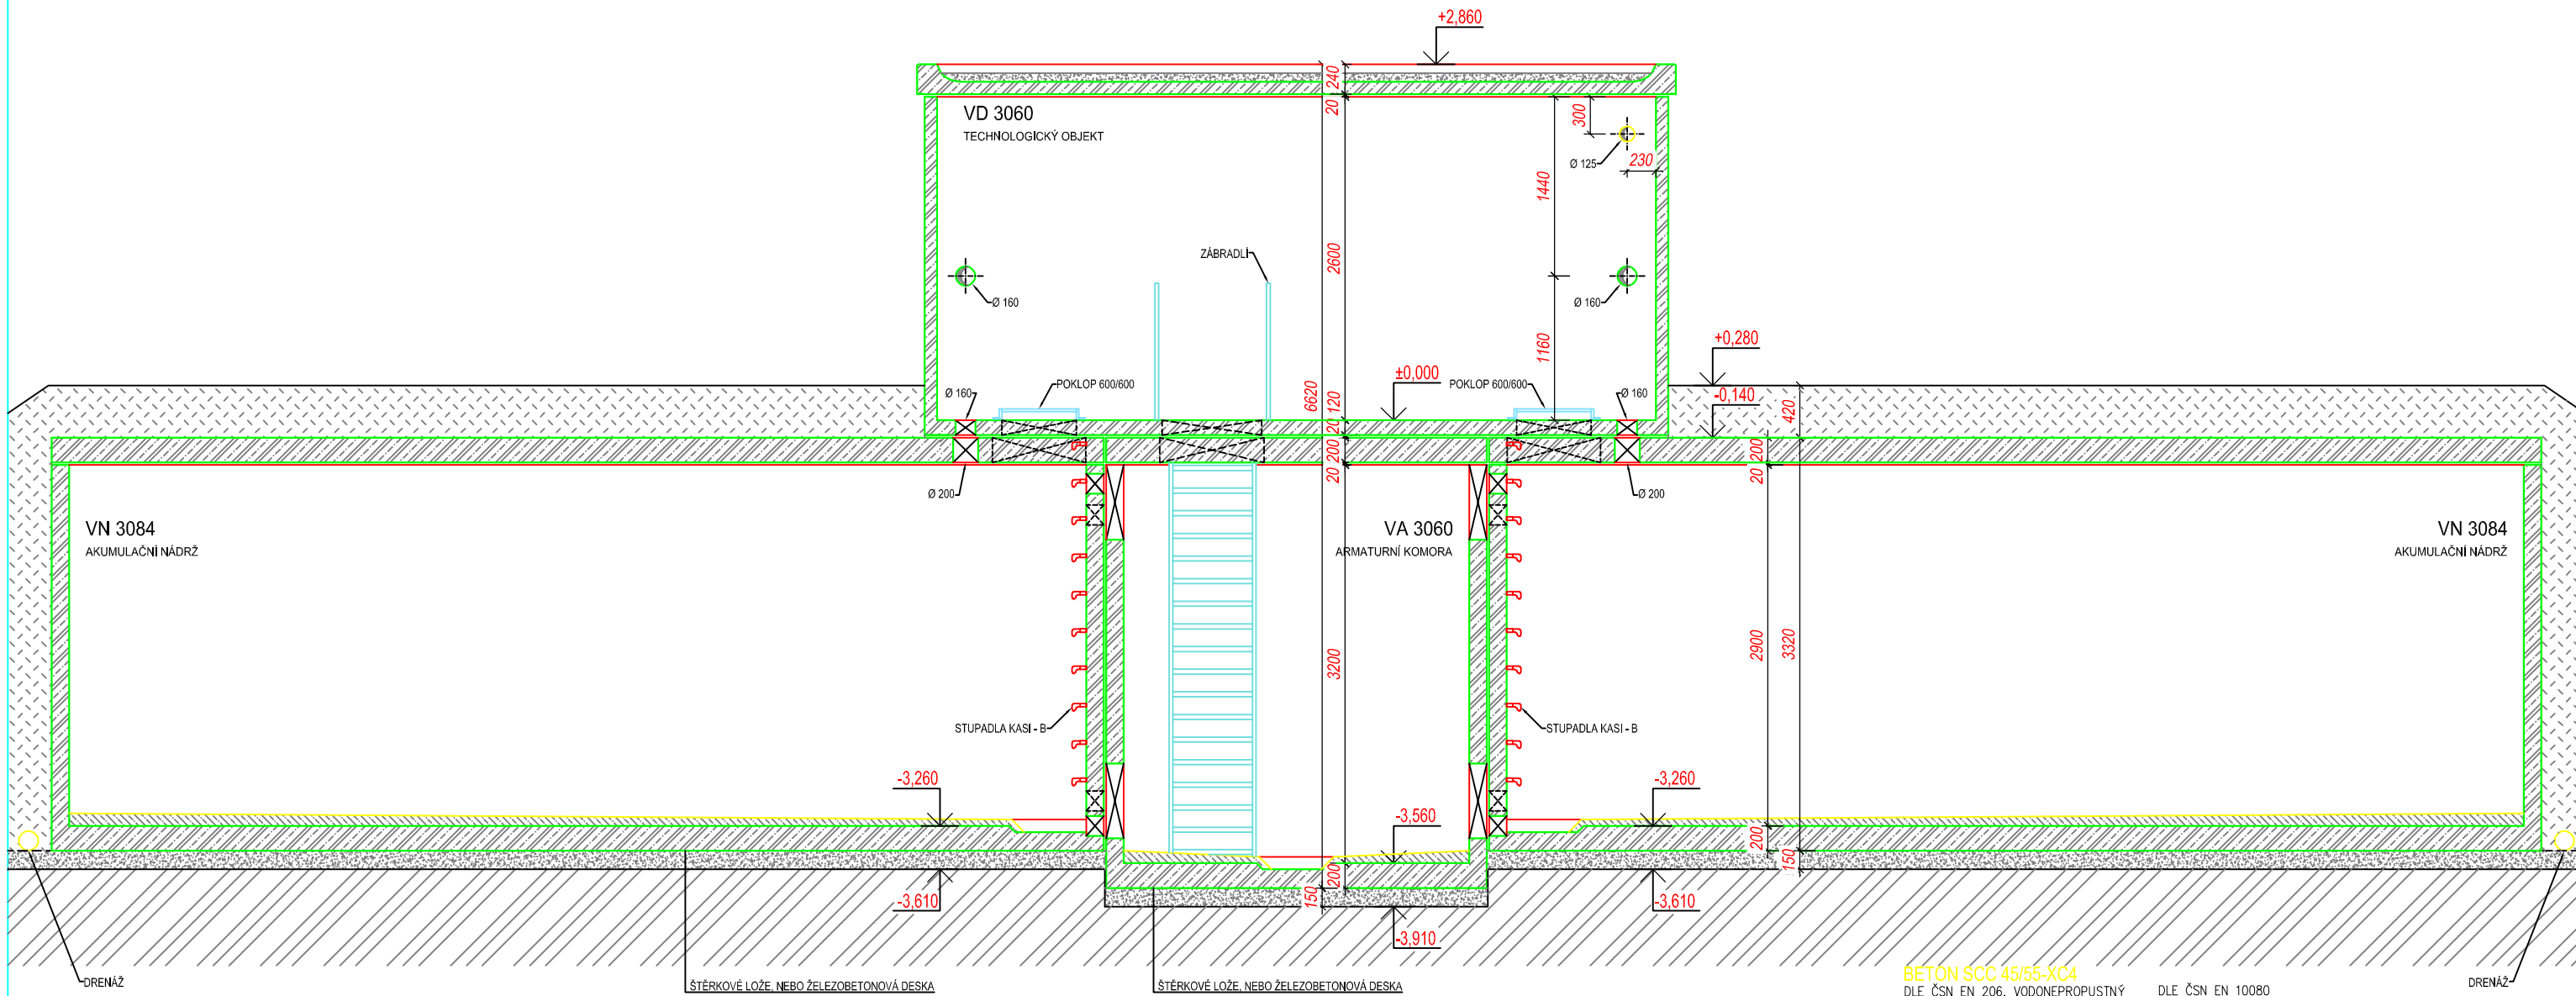 +2,860
240
20
VD 3060
TECHNOLOGICKÝ OBJEKT
300
Ø 125
230
1440
2600
ZÁBRADLÍ
Ø 160
Ø 160
1160
+0,280
±0,000
POKLOP 600/600
POKLOP 600/600
Ø 160
Ø 160
-0,140
6620
120
420
20
200
200
20
20
Ø 200
Ø 200
VN 3084
AKUMULAČNÍ NÁDRŽ
VA 3060
ARMATURNÍ KOMORA
VN 3084
AKUMULAČNÍ NÁDRŽ
3200
2900
3320
STUPADLA KASI - B
STUPADLA KASI - B
-3,260
-3,260
-3,560
200
150
200
150
-3,610
-3,610
-3,910
DRENÁŽ
ŠTĚRKOVÉ LOŽE, NEBO ŽELEZOBETONOVÁ DESKA
ŠTĚRKOVÉ LOŽE, NEBO ŽELEZOBETONOVÁ DESKA
BETON SCC 45/55-XC4
DLE ČSN EN 206, VODONEPROPUSTNÝ
DLE ČSN EN 10080
DRENÁŽ